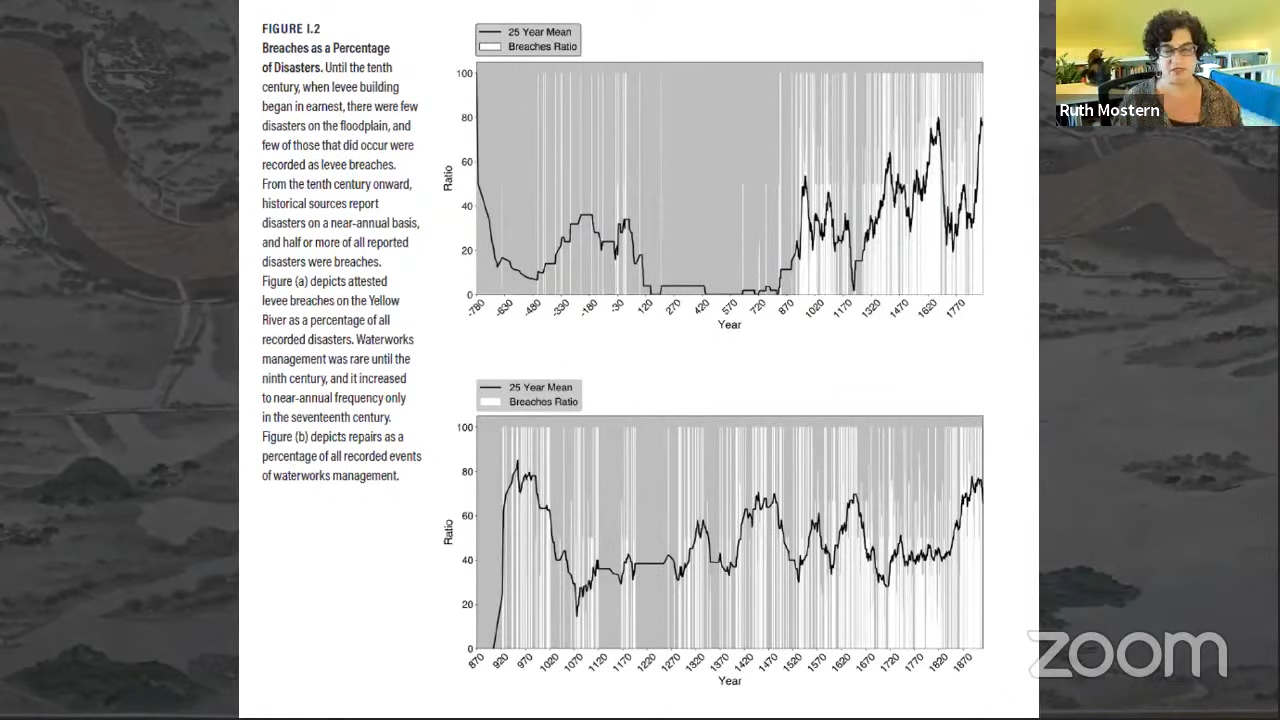 FIGURE I.2
Breaches as a Percentage
of Disasters. Until the tenth
century, when levee building
began in earnest, there were few
disasters on the floodplain, and
few of those that did occur were
recorded as levee breaches.
From the tenth century onward,
historical sources report
disasters on a near-annual basis,
and half or more of all reported
disasters were breaches.
Figure (a) depicts attested
levee breaches on the Yellow
River as a percentage of all
recorded disasters. Waterworks
management was rare until the
ninth century, and it increased
to near-annual frequency only
in the seventeenth century.
Figure (b) depicts repairs as a
percentage of all recorded events
of waterworks management.
25 Year Mean
Breaches Ratio
100
80
60
40
20
0
Ratio
-780 -630 -480 -330 -180 -30 120 270 420 570 720 870 1020 1170 1320 1470 1620 1770
Year
25 Year Mean
Breaches Ratio
100
80
60
40
20
0
Ratio
870 920 970 1020 1070 1120 1170 1220 1270 1320 1370 1420 1470 1520 1570 1620 1670 1720 1770 1820 1870
Year
Ruth Mostern
zoom